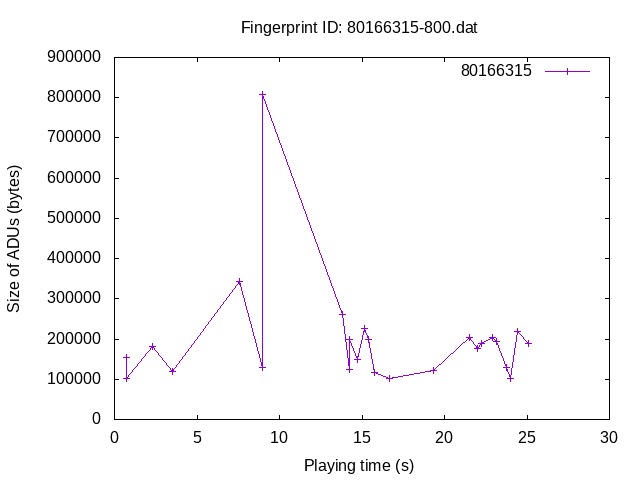 Fingerprint ID: 80166315-800.dat
80166315
900000
800000
700000
600000
500000
400000
300000
200000
100000
0
Size of ADUs (bytes)
0 5 10 15 20 25 30
Playing time (s)